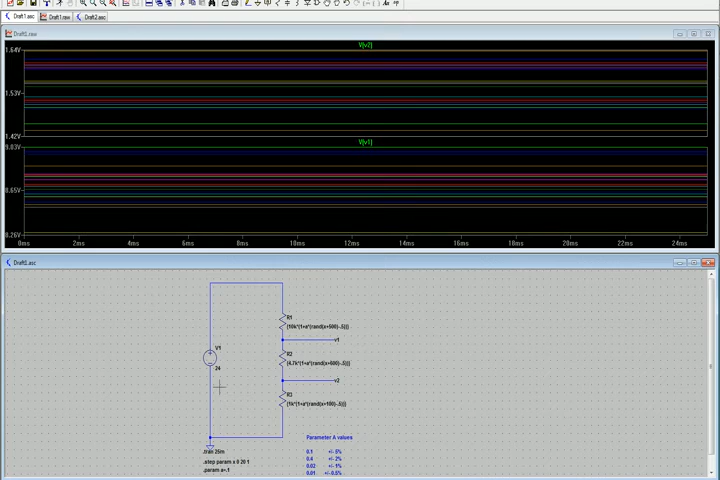 Draft1.asc
Draft1.raw
Draft2.asc
Draft1.raw
V(v2)
1.64V
1.53V
1.42V
V(v1)
9.03V
8.65V
8.26V
0ms 2ms 4ms 6ms 8ms 10ms 12ms 14ms 16ms 18ms 20ms 22ms 24ms
Draft1.asc
R1
{10k*(1+a*(rand(x+500)-.5))}
v1
V1
R2
{4.7k*(1+a*(rand(x+600)-.5))}
24
v2
R3
{1k*(1+a*(rand(x+100)-.5))}
Parameter A values
.tran 25m
0.1 +/- 5%
.step param x 0 20 1
0.4 +/- 2%
.param a=.1
0.02 +/- 1%
0.01 +/-0.5%